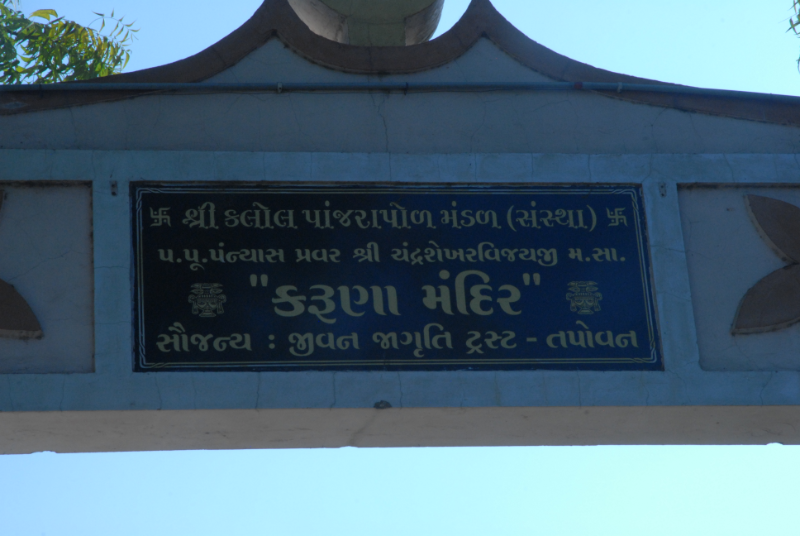 卐 શ્રી કલોલ પાંજરાપોળ મંડળ (સંસ્થા) 卐
પ.પૂ.પંન્યાસ પ્રવર શ્રી ચંદ્રશેખરવિજયજી મ.સા.
"કરૂણા મંદિર"
સૌજન્ય : જીવન જાગૃતિ ટ્રસ્ટ - તપોવન